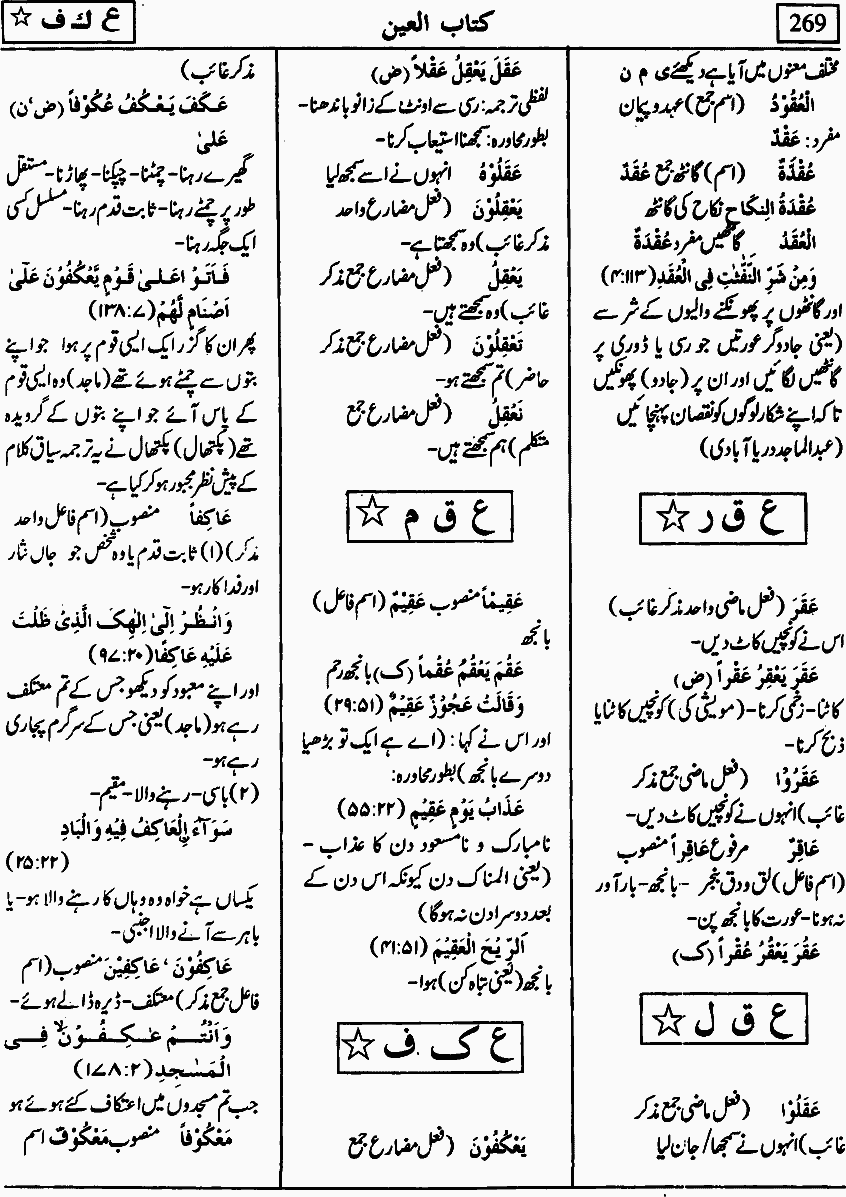 269
کتاب العین
ع ک ف ☆
مختلف معنوں میں آیا ہے دیکھئے ی م ن
الْعُقُوْدُ (اسم جمع) عہد و پیمان
مفرد: عَقْدٌ
عُقْدَةٌ (اسم) گانٹھ جمع عُقَدٌ
عُقْدَةُ النِکَاحِ نکاح کی گانٹھ
الْعُقَدُ گانٹھیں مفرد عُقْدَةٌ
وَمِنْ شَرِّ النَّفّٰثٰتِ فِی الْعُقَدِ (۴:۱۱۳)
اور گانٹھوں پر پھونکنے والیوں کے شر سے
(یعنی جادوگر عورتیں جو رسی یا ڈوری پر
گانٹھیں لگائیں اور ان پر (جادو) پھونکیں
تاکہ اپنے شکار لوگوں کو نقصان پہنچائیں
(عبدالماجد دریا آبادی)
ع ق ر ☆
عَقَرَ (فعل ماضی واحد مذکر غائب)
اس نے کونچیں کاٹ دیں۔
عَقَرَ یَعْقِرُ عَقْراً (ض)
کاٹنا۔ زخمی کرنا۔ (مویشی کی) کونچیں کاٹنا یا
ذبح کرنا۔
عَقَرُوْا (فعل ماضی جمع مذکر
غائب) انہوں نے کونچیں کاٹ دیں۔
عَاقِرٌ مرفوع عَاقِراً منصوب
(اسم فاعل) لق ودق بنجر ۔ بانجھ۔ بار آور
نہ ہونا۔ عورت کا بانجھ پن۔
عَقُرَ یَعْقُرُ عُقْراً (ک)
ع ق ل ☆
عَقَلُوْا (فعل ماضی جمع مذکر
غائب) انہوں نے سمجھا/ جان لیا
عَقَلَ یَعْقِلُ عَقْلاً (ض)
لفظی ترجمہ: رسی سے اونٹ کے زانو باندھنا۔
بطور محاورہ: سمجھنا استیعاب کرنا۔
عَقَلُوْهُ انہوں نے اسے سمجھ لیا
یَعْقِلُوْنَ (فعل مضارع واحد
مذکر غائب) وہ سمجھتا ہے۔
یَعْقِلُ (فعل مضارع جمع مذکر
غائب) وہ سمجھتے ہیں۔
تَعْقِلُوْنَ (فعل مضارع جمع مذکر
حاضر) تم سمجھتے ہو۔
نَعْقِلُ (فعل مضارع جمع
متکلم) ہم سمجھتے ہیں۔
ع ق م ☆
عَقِیْماً منصوب عَقِیْمٌ (اسم فاعل)
بانجھ
عَقُمَ یَعْقُمُ عُقْماً (ک) بانجھ رحم
وَقَالَتْ عَجُوْزٌ عَقِیْمٌ (۲۹:۵۱)
اور اس نے کہا: (اے ہے ایک تو بڑھیا
دوسرے بانجھ) بطور محاورہ:
عَذَابُ یَوْمٍ عَقِیْمٍ (۵۵:۲۲)
نامبارک و نامسعود دن کا عذاب ۔
(یعنی المناک دن کیونکہ اس دن کے
بعد دوسرا دن نہ ہوگا)
اَلرِّیْحَ الْعَقِیْمَ (۴۱:۵۱)
بانجھ (یعنی تباہ کن) ہوا۔
ع ک ف ☆
یَعْکُفُوْنَ (فعل مضارع جمع
مذکر غائب)
عَکَفَ یَعْکُفُ عُکُوْفاً (ض‘ن)
عَلیٰ
گھیرے رہنا۔ چمٹنا۔ چپکنا۔ پھاڑنا۔ مستقل
طور پر چمٹے رہنا۔ ثابت قدم رہنا۔ مسلسل کسی
ایک جگہ رہنا۔
فَاَتَوْ اعَلیٰ قَوْمٍ یَّعْکُفُوْنَ عَلٰٓی
اَصْنَامٍ لَّهُمْ (۱۳۸:۷)
پھر ان کا گزر ایک ایسی قوم پر ہوا جو اپنے
بتوں سے چمٹے ہوئے تھے (ماجد) وہ ایسی قوم
کے پاس آئے جو اپنے بتوں کے گرویدہ
تھے (پکتھال) پکتھال نے یہ ترجمہ سیاق کلام
کے پیش نظر مجبور ہو کر کیا ہے۔
عَاکِفاً منصوب (اسم فاعل واحد
مذکر) (۱) ثابت قدم یا وہ شخص جو جاں نثار
اور فداکار ہو۔
وَانْظُرْ اِلٰٓی اِلٰهِکَ الَّذِیْ ظَلْتَ
عَلَیْهِ عَاکِفًا (۹۷:۲۰)
اور اپنے معبود کو دیکھو جس کے تم معتکف
رہے ہو (ماجد) یعنی جس کے سرگرم پجاری
رہے ہو۔
(۲) باسی۔ رہنے والا۔ مقیم۔
سَوَآءَ اِلْعَاکِفُ فِیْهِ وَالْبَادِ
(۲۵:۲۲)
یکساں ہے خواہ وہ وہاں کا رہنے والا ہو۔ یا
باہر سے آنے والا اجنبی۔
عَاکِفُوْنَ‘ عَاکِفِیْنَ منصوب (اسم
فاعل جمع مذکر) معتکف۔ ڈیرہ ڈالے ہوئے۔
وَاَنْتُمْ عٰکِفُوْنَ فِی
الْمَسٰجِدِ (۱۷۸:۲)
جب تم مسجدوں میں اعتکاف کئے ہوئے ہو
مَعْکُوْفاً منصوب مَعْکُوْفٌ اسم